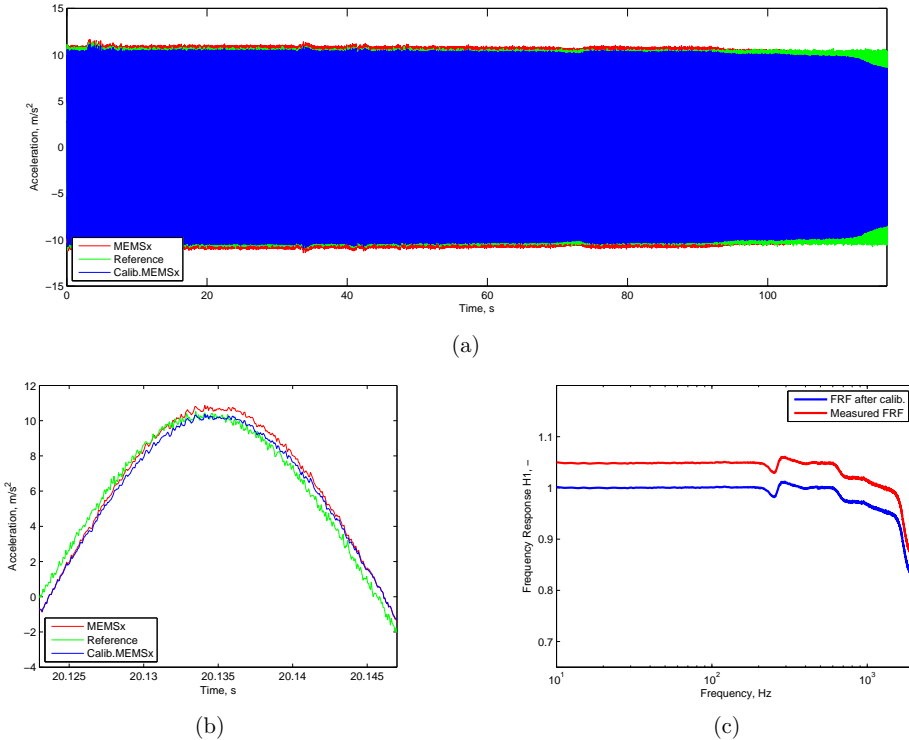 15
10
5
0
−5
−10
−15
0
20
40
60
80
100
Acceleration, m/s²
Time, s
MEMSx
Reference
Calib.MEMSx
(a)
12
10
8
6
4
2
0
−2
−4
20.125
20.13
20.135
20.14
20.145
Acceleration, m/s²
Time, s
MEMSx
Reference
Calib.MEMSx
(b)
1.1
1
0.9
0.8
0.7
10¹
10²
10³
Frequency Response H1, −
Frequency, Hz
FRF after calib.
Measured FRF
(c)